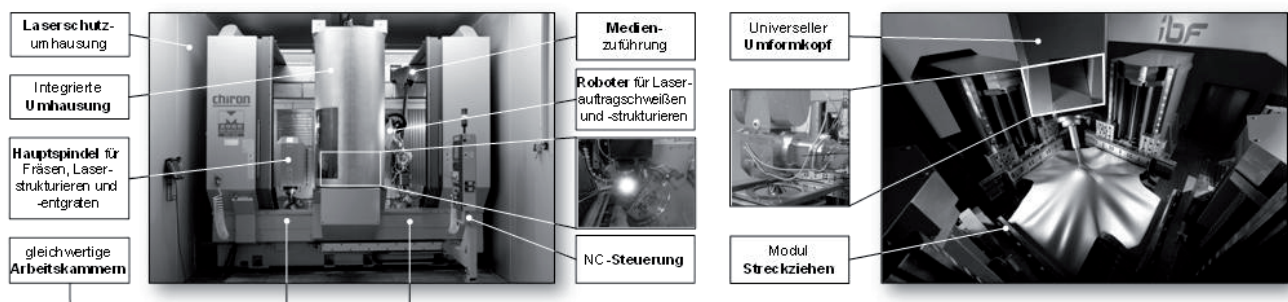 Laserschutz-
umhausung
Integrierte
Umhausung
Hauptspindel für
Fräsen, Laser-
strukturieren und
-entgraten
gleichwertige
Arbeitskammern
chiron
Medien-
zuführung
Roboter für Laser-
auftragschweißen
und -strukturieren
NC-Steuerung
Universeller
Umformkopf
Modul
Streckziehen
ibf